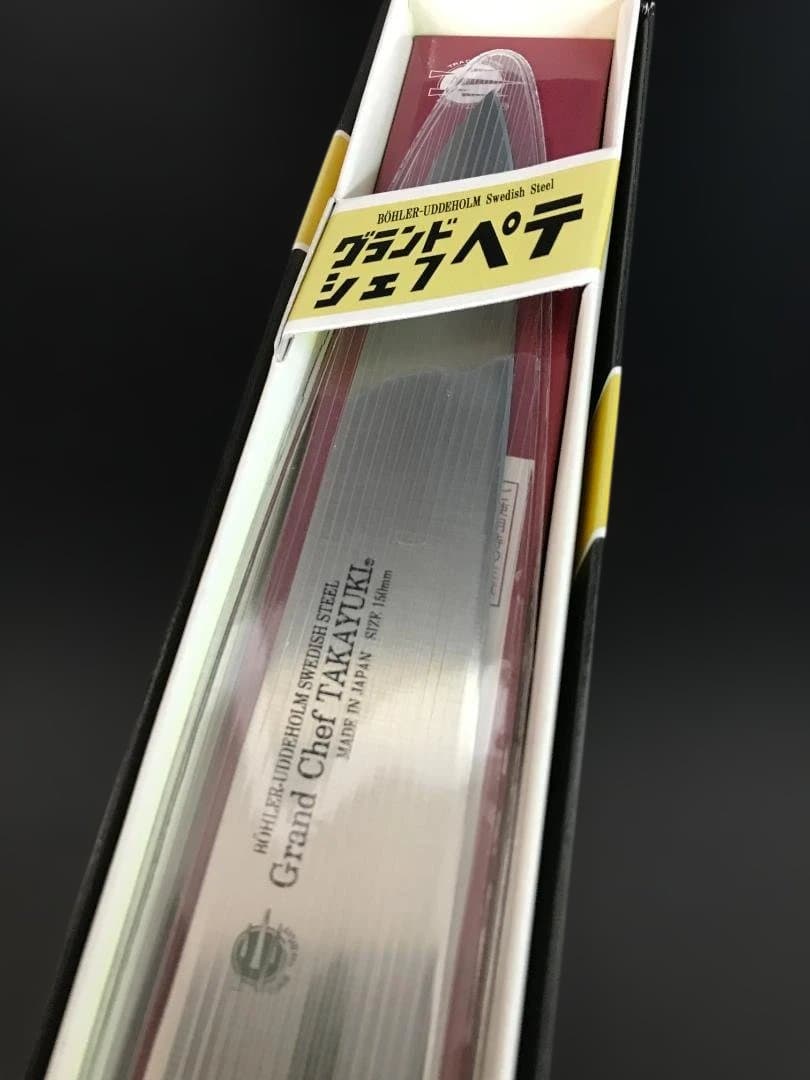 BÖHLER-UDDEHOLM Swedish Steel
グランド
シェフ
ペテ
BÖHLER-UDDEHOLM SWEDISH STEEL
Grand Chef TAKAYUKI®
MADE IN JAPAN SIZE 150mm